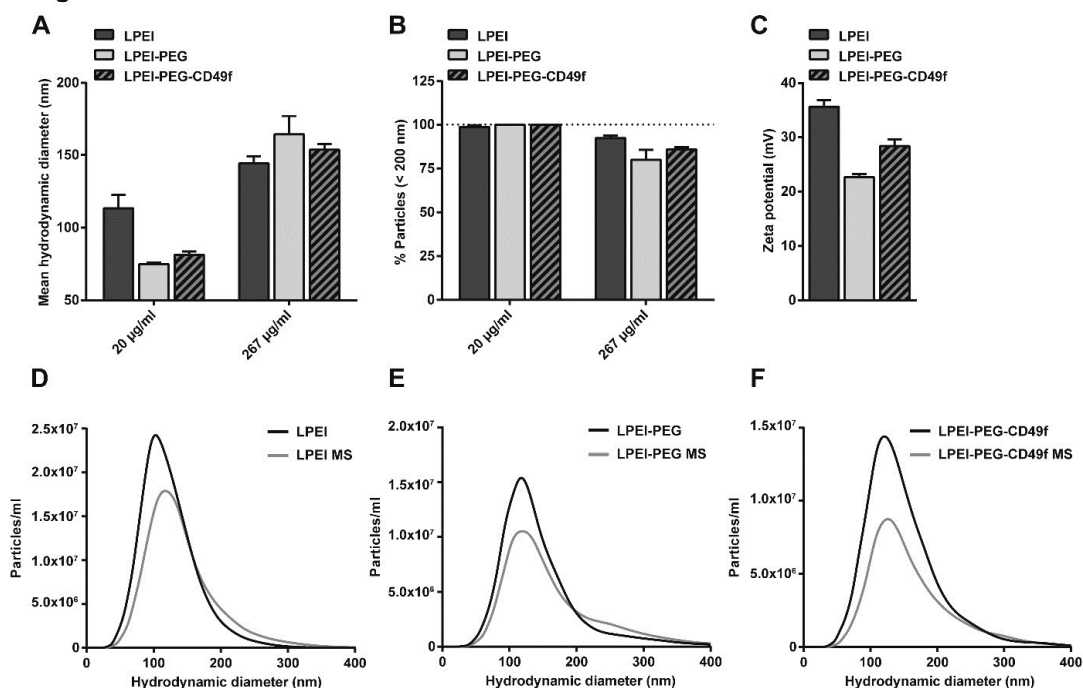 A
LPEI
LPEI-PEG
LPEI-PEG-CD49f
Mean hydrodynamic diameter (nm)
200
150
100
50
20 µg/ml
267 µg/ml
B
LPEI
LPEI-PEG
LPEI-PEG-CD49f
% Particles (< 200 nm)
125
100
75
50
25
0
20 µg/ml
267 µg/ml
C
LPEI
LPEI-PEG
LPEI-PEG-CD49f
Zeta potential (mV)
40
30
20
40
0
D
LPEI
LPEI MS
Particles/ml
2.5x10⁷
2.0x10⁷
1.5x10⁷
1.0x10⁷
5.0x10⁶
0
0 100 200 300 400
Hydrodynamic diameter (nm)
E
LPEI-PEG
LPEI-PEG MS
Particles/ml
2.0x10⁷
1.5x10⁷
1.0x10⁷
5.0x10⁶
0
0 100 200 300 400
Hydrodynamic diameter (nm)
F
LPEI-PEG-CD49f
LPEI-PEG-CD49f MS
Particles/ml
1.5x10⁷
1.0x10⁷
5.0x10⁶
0
0 100 200 300 400
Hydrodynamic diameter (nm)